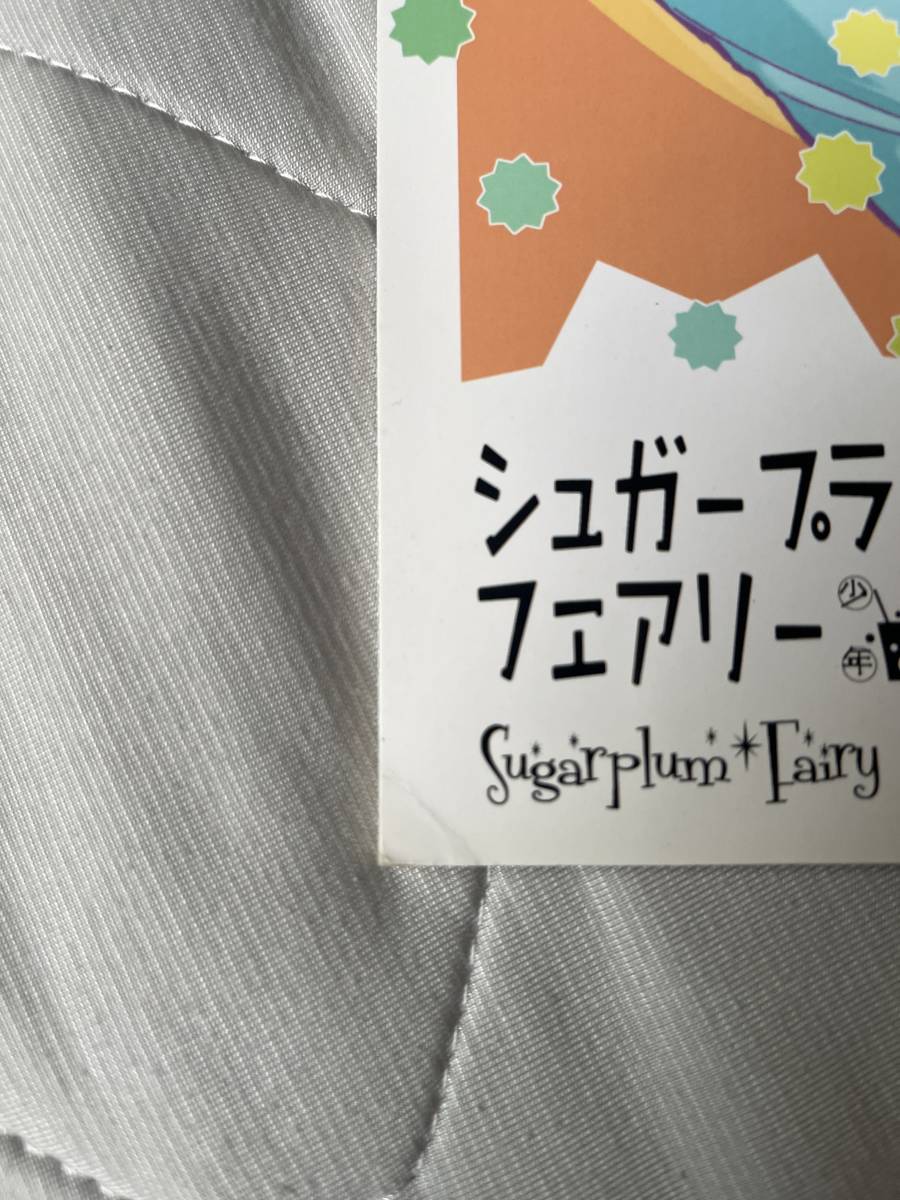 シュガープラ
フェアリー
少
年
Sugarplum*Fairy